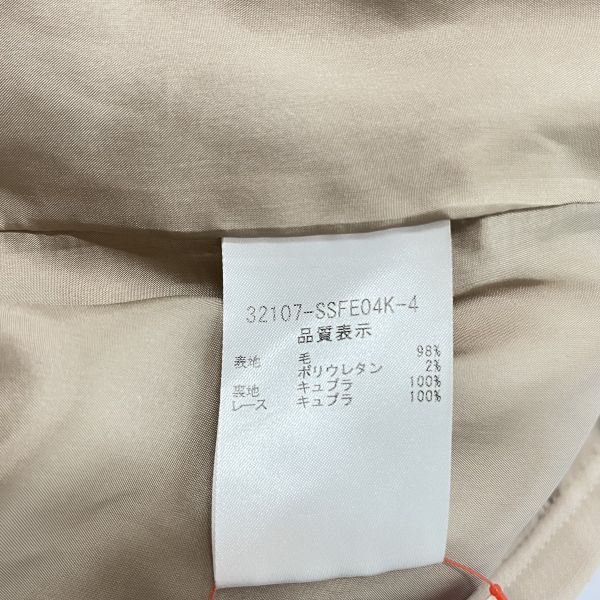 32107-SSFE04K-4
品質表示
表地 毛 98%
ポリウレタン 2%
裏地 キュプラ 100%
レース キュプラ 100%